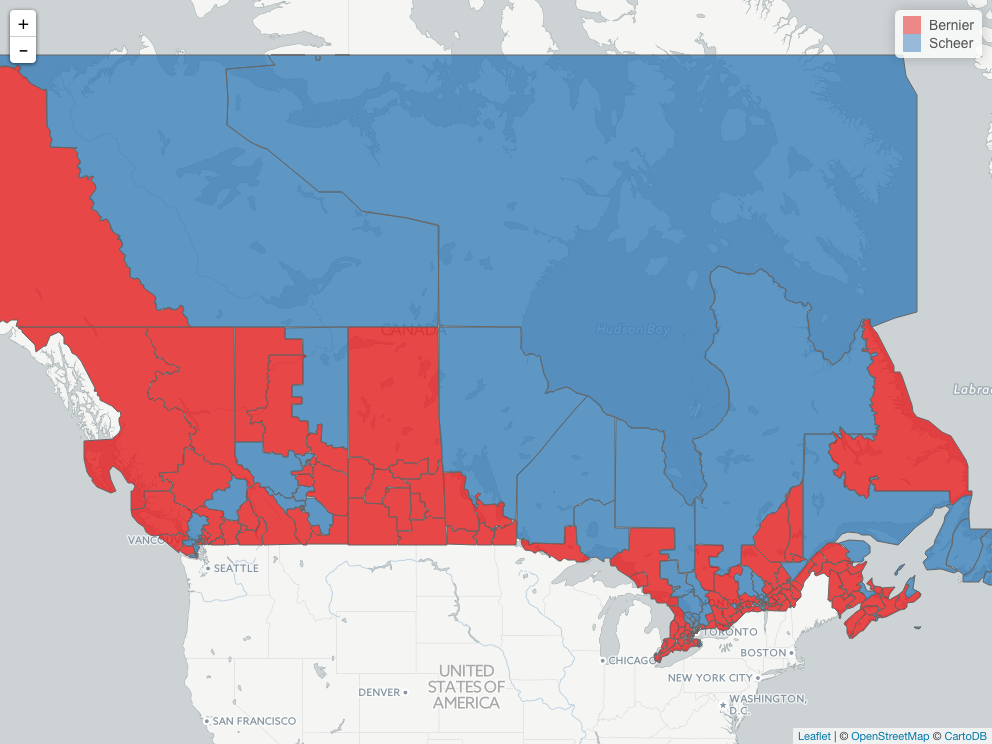 +
-
Bernier
Scheer
CANADA
Hudson Bay
Labra
VANCOU
SEATTLE
TORONTO
CHICAGO
BOSTON
NEW YORK CITY
DENVER
UNITED
STATES OF
AMERICA
WASHINGTON,
D.C.
SAN FRANCISCO
Leaflet | © OpenStreetMap © CartoDB